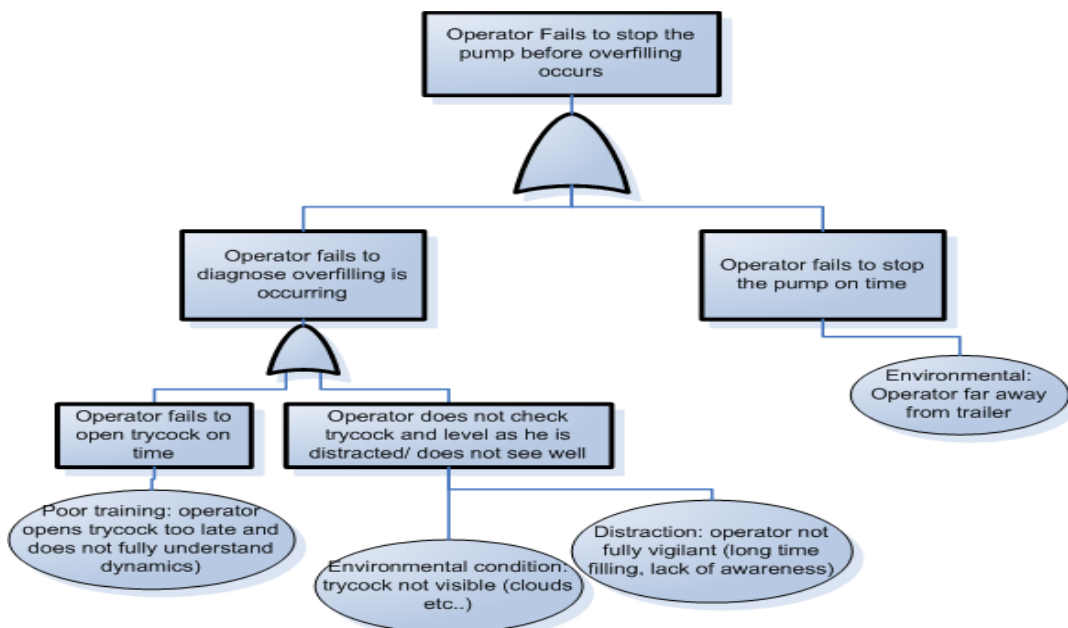 Operator Fails to stop the
pump before overfilling
occurs
Operator fails to
diagnose overfilling is
occurring
Operator fails to stop
the pump on time
Environmental:
Operator far away
from trailer
Operator fails to
open trycock on
time
Operator does not check
trycock and level as he is
distracted/ does not see well
Poor training: operator
opens trycock too late and
does not fully understand
dynamics)
Environmental condition:
trycock not visible (clouds
etc..)
Distraction: operator not
fully vigilant (long time
filling, lack of awareness)